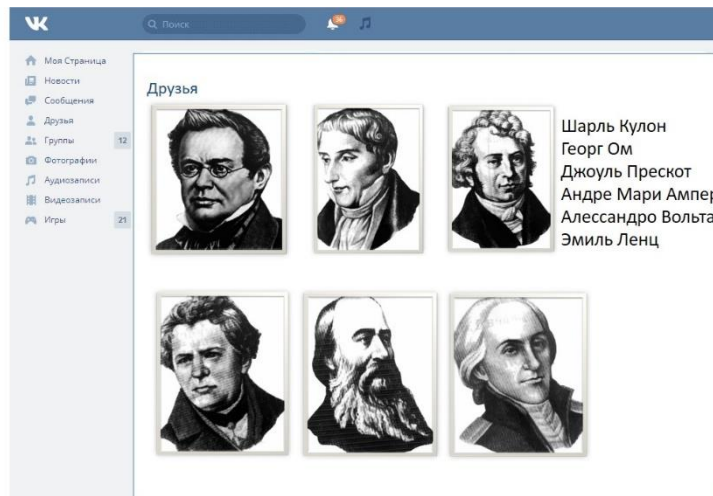 Поиск
36
Моя Страница
Новости
Сообщения
Друзья
Группы 12
Фотографии
Аудиозаписи
Видеозаписи
Игры 21
Друзья
Шарль Кулон
Георг Ом
Джоуль Прескот
Андре Мари Ампер
Алессандро Вольта
Эмиль Ленц